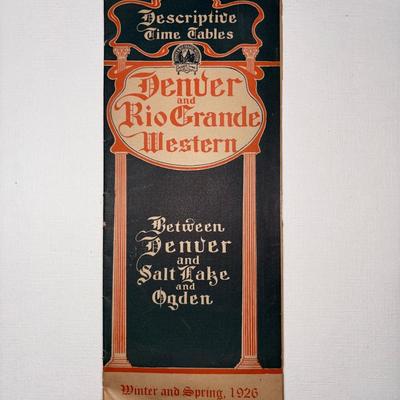 Descriptive
Time Tables
Denver
and
Rio Grande
Western
Between
Denver
and
Salt Lake
and
Ogden
Winter and Spring, 1926